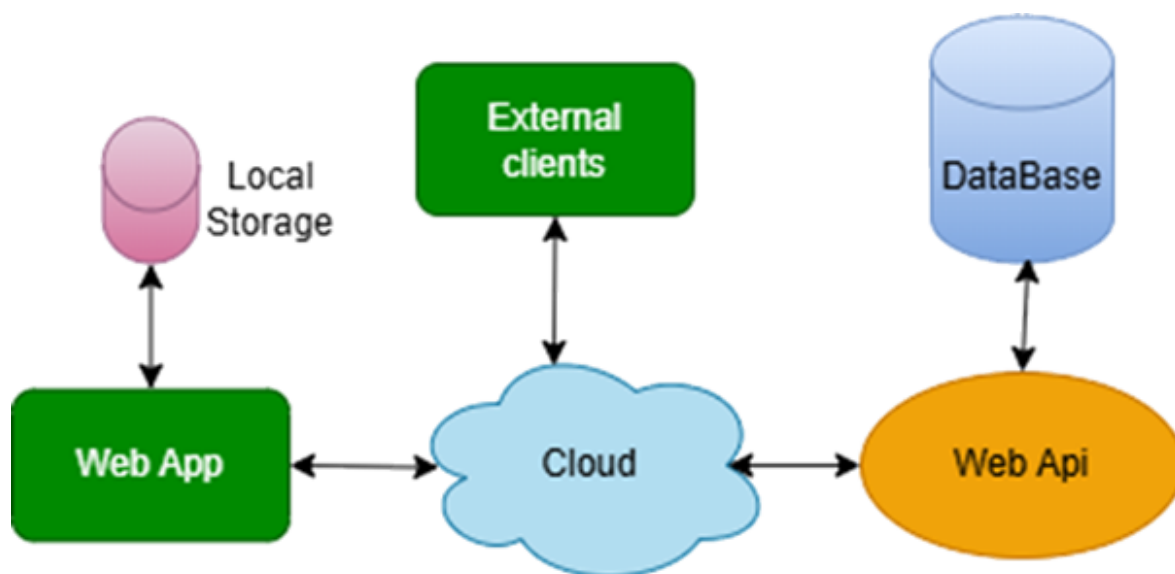 External
clients
DataBase
Local
Storage
Web App
Cloud
Web Api